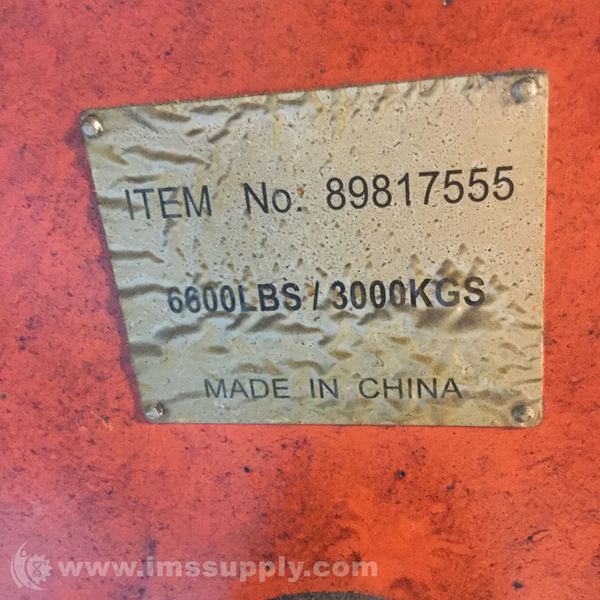 ITEM No. 89817555
6600LBS / 3000KGS
MADE IN CHINA
www.imssupply.com